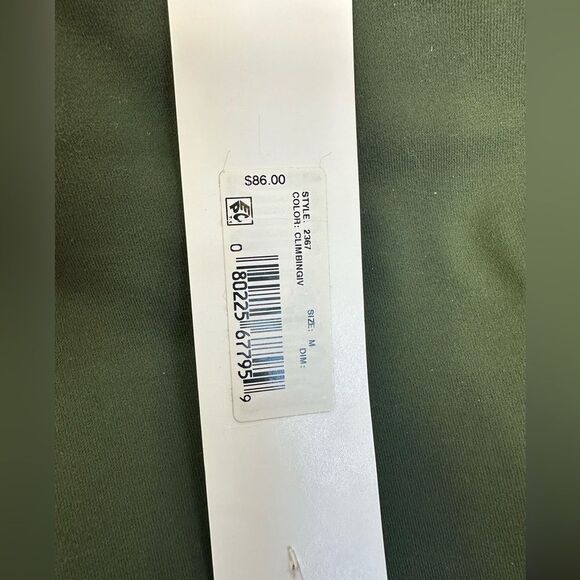 $86.00
STYLE: 2367
COLOR: CLIMBINGIV
SIZE: M
DIM:
0 80225 67795 9